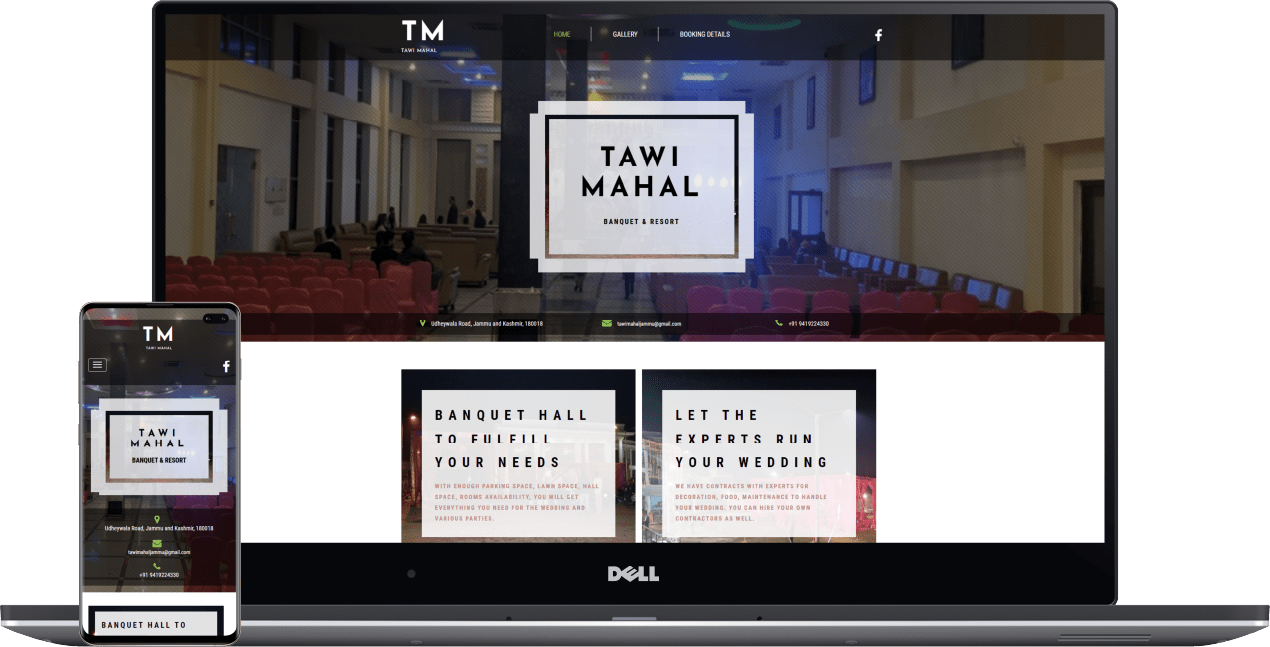 TM
TAWI MAHAL
HOME
GALLERY
BOOKING DETAILS
TAWI
MAHAL
BANQUET & RESORT
Udheywala Road, Jammu and Kashmir, 180018
tawimahaljammu@gmail.com
+91 9419224330
BANQUET HALL
TO FULFILL
YOUR NEEDS
WITH ENOUGH PARKING SPACE, LAWN SPACE, HALL
SPACE, ROOMS AVAILABILITY, YOU WILL GET
EVERYTHING YOU NEED FOR THE WEDDING AND
VARIOUS PARTIES.
LET THE
EXPERTS RUN
YOUR WEDDING
WE HAVE CONTRACTS WITH EXPERTS FOR
DECORATION, FOOD, MAINTENANCE TO HANDLE
YOUR WEDDING. YOU CAN HIRE YOUR OWN
CONTRACTORS AS WELL.
DELL
TM
TAWI MAHAL
TAWI
MAHAL
BANQUET & RESORT
Udheywala Road, Jammu and Kashmir, 180018
tawimahaljammu@gmail.com
+91 9419224330
BANQUET HALL TO